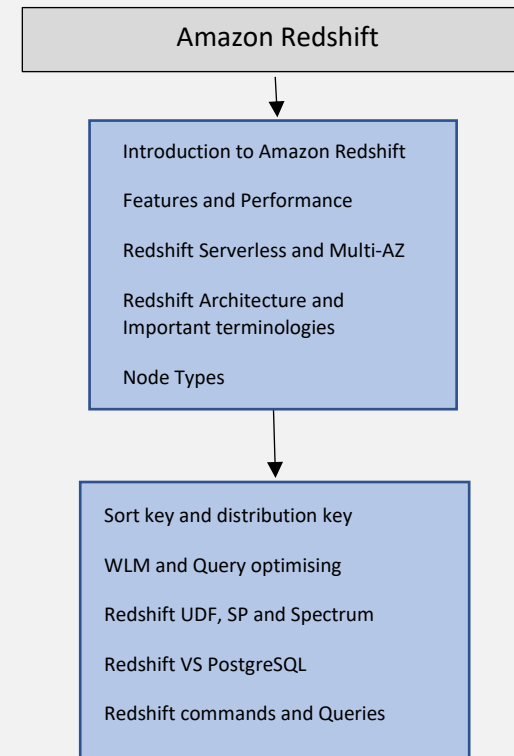 Amazon Redshift
Introduction to Amazon Redshift
Features and Performance
Redshift Serverless and Multi-AZ
Redshift Architecture and
Important terminologies
Node Types
Sort key and distribution key
WLM and Query optimising
Redshift UDF, SP and Spectrum
Redshift VS PostgreSQL
Redshift commands and Queries